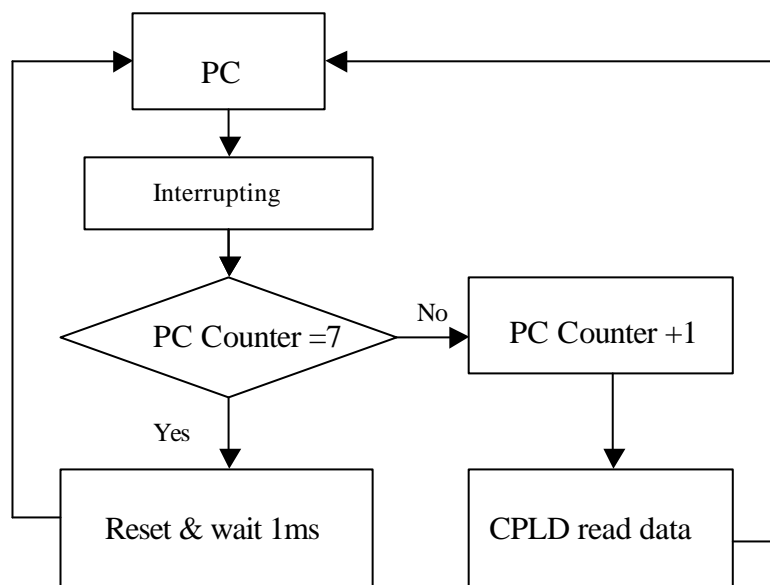 PC
Interrupting
PC Counter =7
No
PC Counter +1
Yes
Reset & wait 1ms
CPLD read data